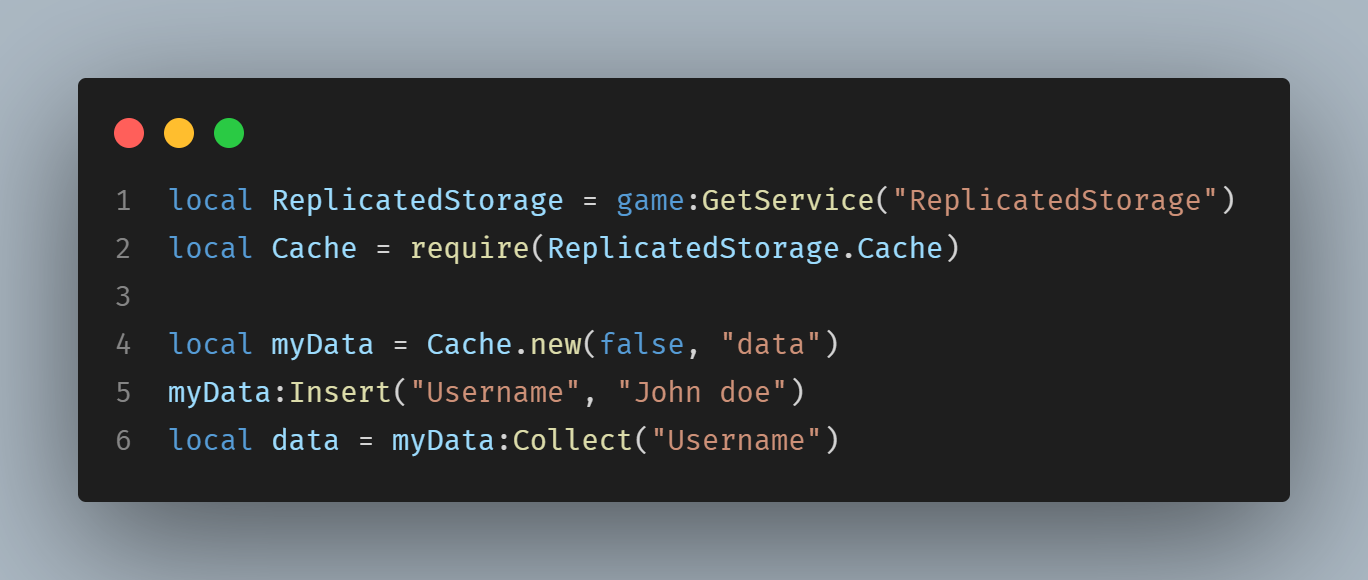 1 local ReplicatedStorage = game:GetService("ReplicatedStorage")
2 local Cache = require(ReplicatedStorage.Cache)
3
4 local myData = Cache.new(false, "data")
5 myData:Insert("Username", "John doe")
6 local data = myData:Collect("Username")